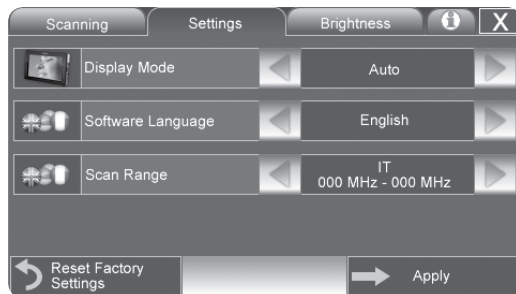 Scanning Settings Brightness i X
Display Mode Auto
Software Language English
Scan Range IT
000 MHz - 000 MHz
Reset Factory
Settings
Apply